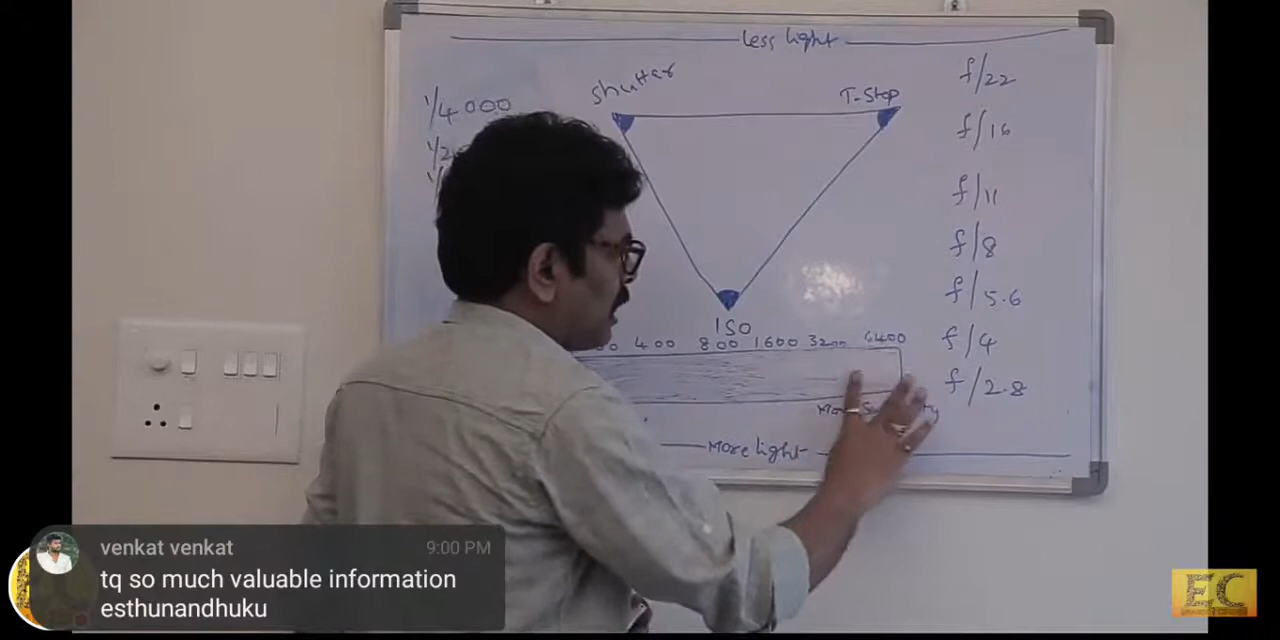 less light
shuttar
T-Stop
1/4000
f/22
f/16
f/11
f/8
f/5.6
f/4
f/2.8
ISO
400 800 1600 3200 6400
More light
venkat venkat 9:00 PM
tq so much valuable information
esthunandhuku
EC